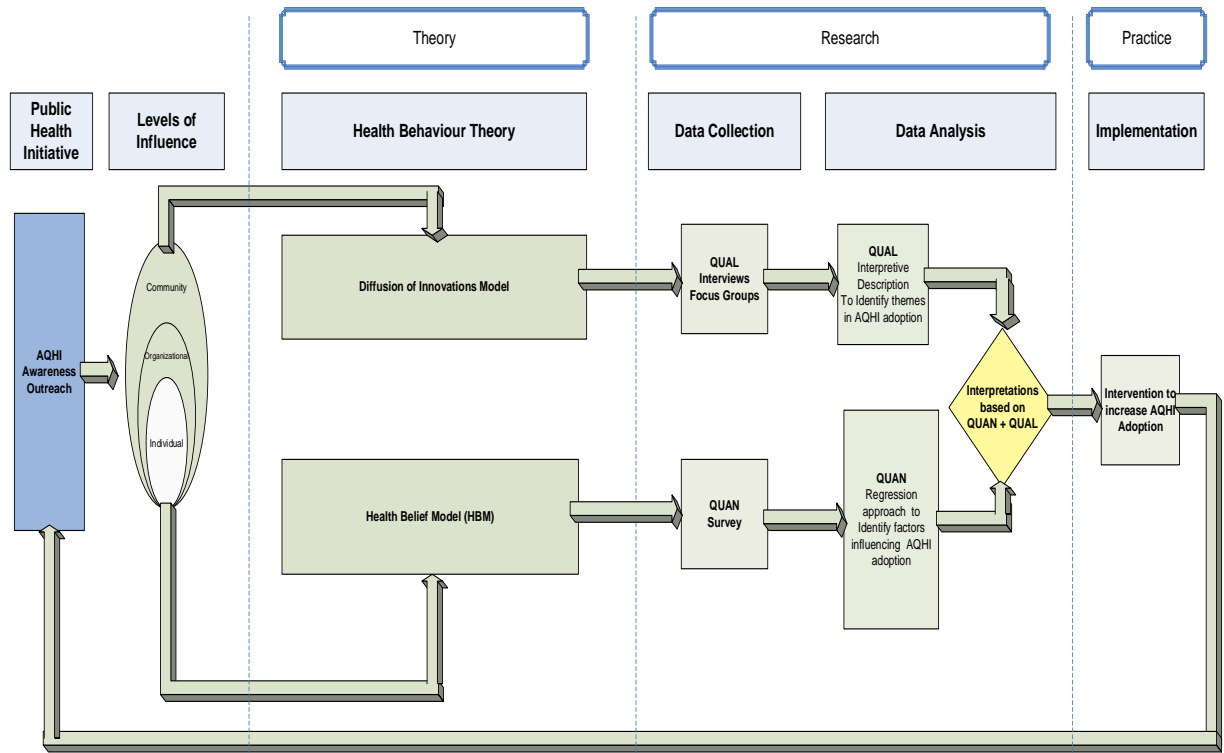 Theory
Research
Practice
Public
Health
Initiative
Levels of
Influence
Health Behaviour Theory
Data Collection
Data Analysis
Implementation
AQHI
Awareness
Outreach
Community
Organizational
Individual
Diffusion of Innovations Model
QUAL
Interviews
Focus Groups
QUAL
Interpretive
Description
To Identify themes
in AQHI adoption
Interpretations
based on
QUAN + QUAL
Intervention to
increase AQHI
Adoption
Health Belief Model (HBM)
QUAN
Survey
QUAN
Regression
approach to
Identify factors
influencing AQHI
adoption